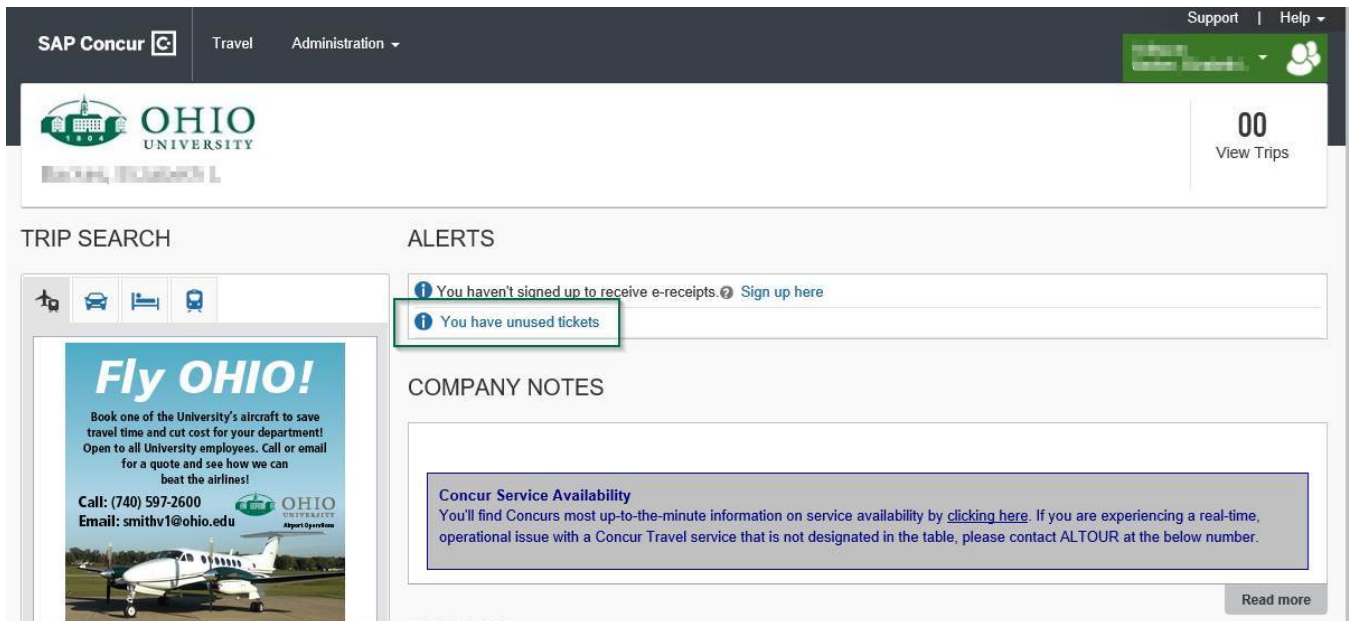 Support | Help
SAP Concur C Travel Administration
OHIO
UNIVERSITY
1804
00
View Trips
TRIP SEARCH
ALERTS
You haven't signed up to receive e-receipts. Sign up here
You have unused tickets
Fly OHIO!
Book one of the University's aircraft to save
travel time and cut cost for your department!
Open to all University employees. Call or email
for a quote and see how we can
beat the airlines!
Call: (740) 597-2600
Email: smithv1@ohio.edu
OHIO
UNIVERSITY
Airport Operations
COMPANY NOTES
Concur Service Availability
You'll find Concurs most up-to-the-minute information on service availability by clicking here. If you are experiencing a real-time,
operational issue with a Concur Travel service that is not designated in the table, please contact ALTOUR at the below number.
Read more